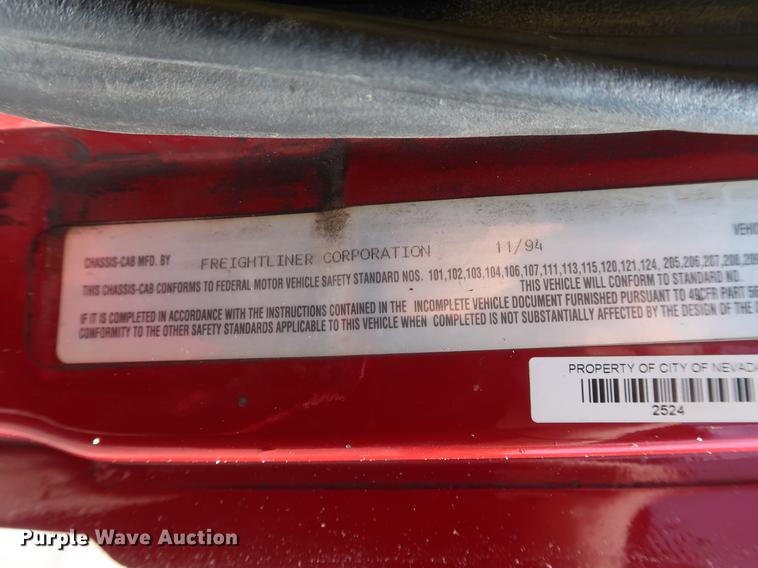 CHASSIS-CAB MFD. BY FREIGHTLINER CORPORATION 11/94 VEHIC
THIS CHASSIS-CAB CONFORMS TO FEDERAL MOTOR VEHICLE SAFETY STANDARD NOS. 101,102,103,104,106,107,111,113,115,120,121,124, 205,206,207,208,209
THIS VEHICLE WILL CONFORM TO STANDARD NO.
IF IT IS COMPLETED IN ACCORDANCE WITH THE INSTRUCTIONS CONTAINED IN THE INCOMPLETE VEHICLE DOCUMENT FURNISHED PURSUANT TO 49CFR PART 568
CONFORMITY TO THE OTHER SAFETY STANDARDS APPLICABLE TO THIS VEHICLE WHEN COMPLETED IS NOT SUBSTANTIALLY AFFECTED BY THE DESIGN OF THE
PROPERTY OF CITY OF NEVADA
2524
Purple Wave Auction